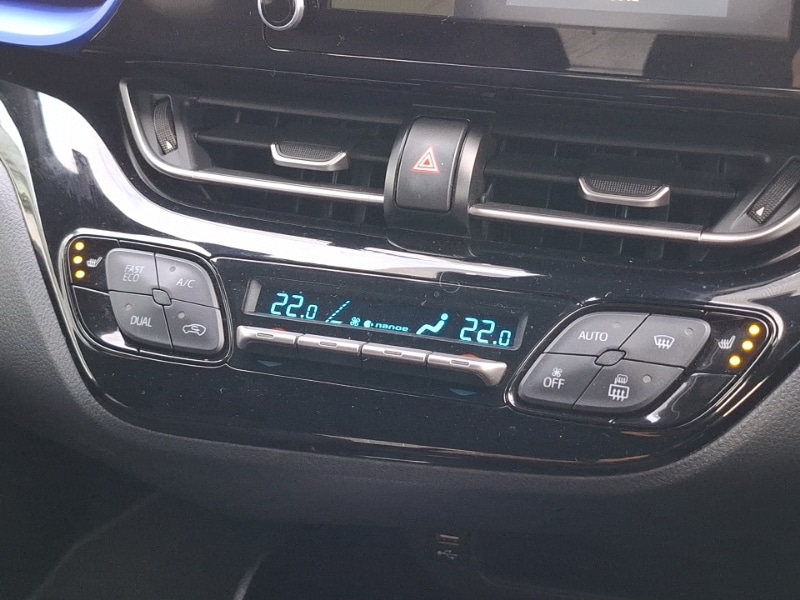 FAST
ECO
A/C
DUAL
22.0
nanoe
22.0
AUTO
OFF